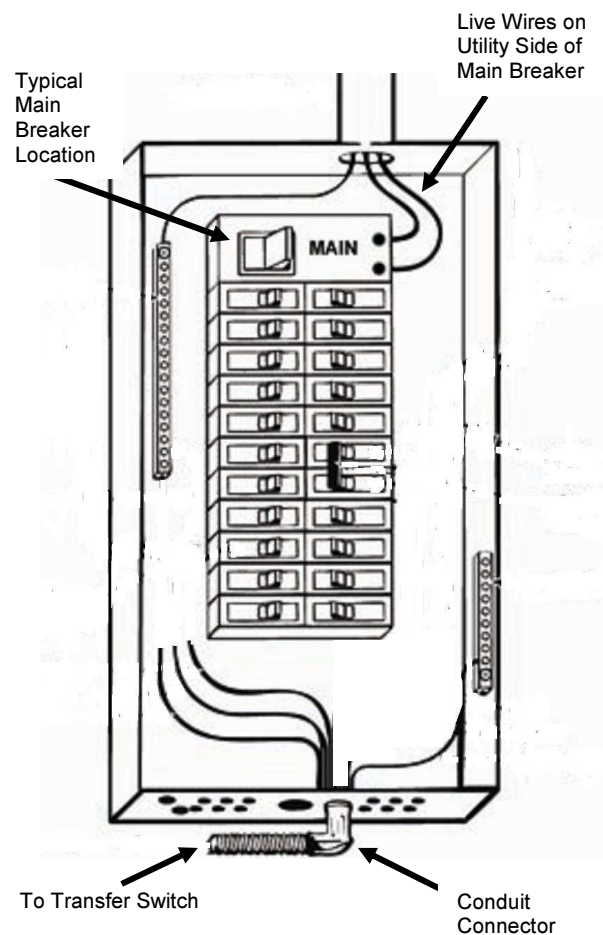 Live Wires on
Utility Side of
Main Breaker
Typical
Main
Breaker
Location
MAIN
To Transfer Switch
Conduit
Connector